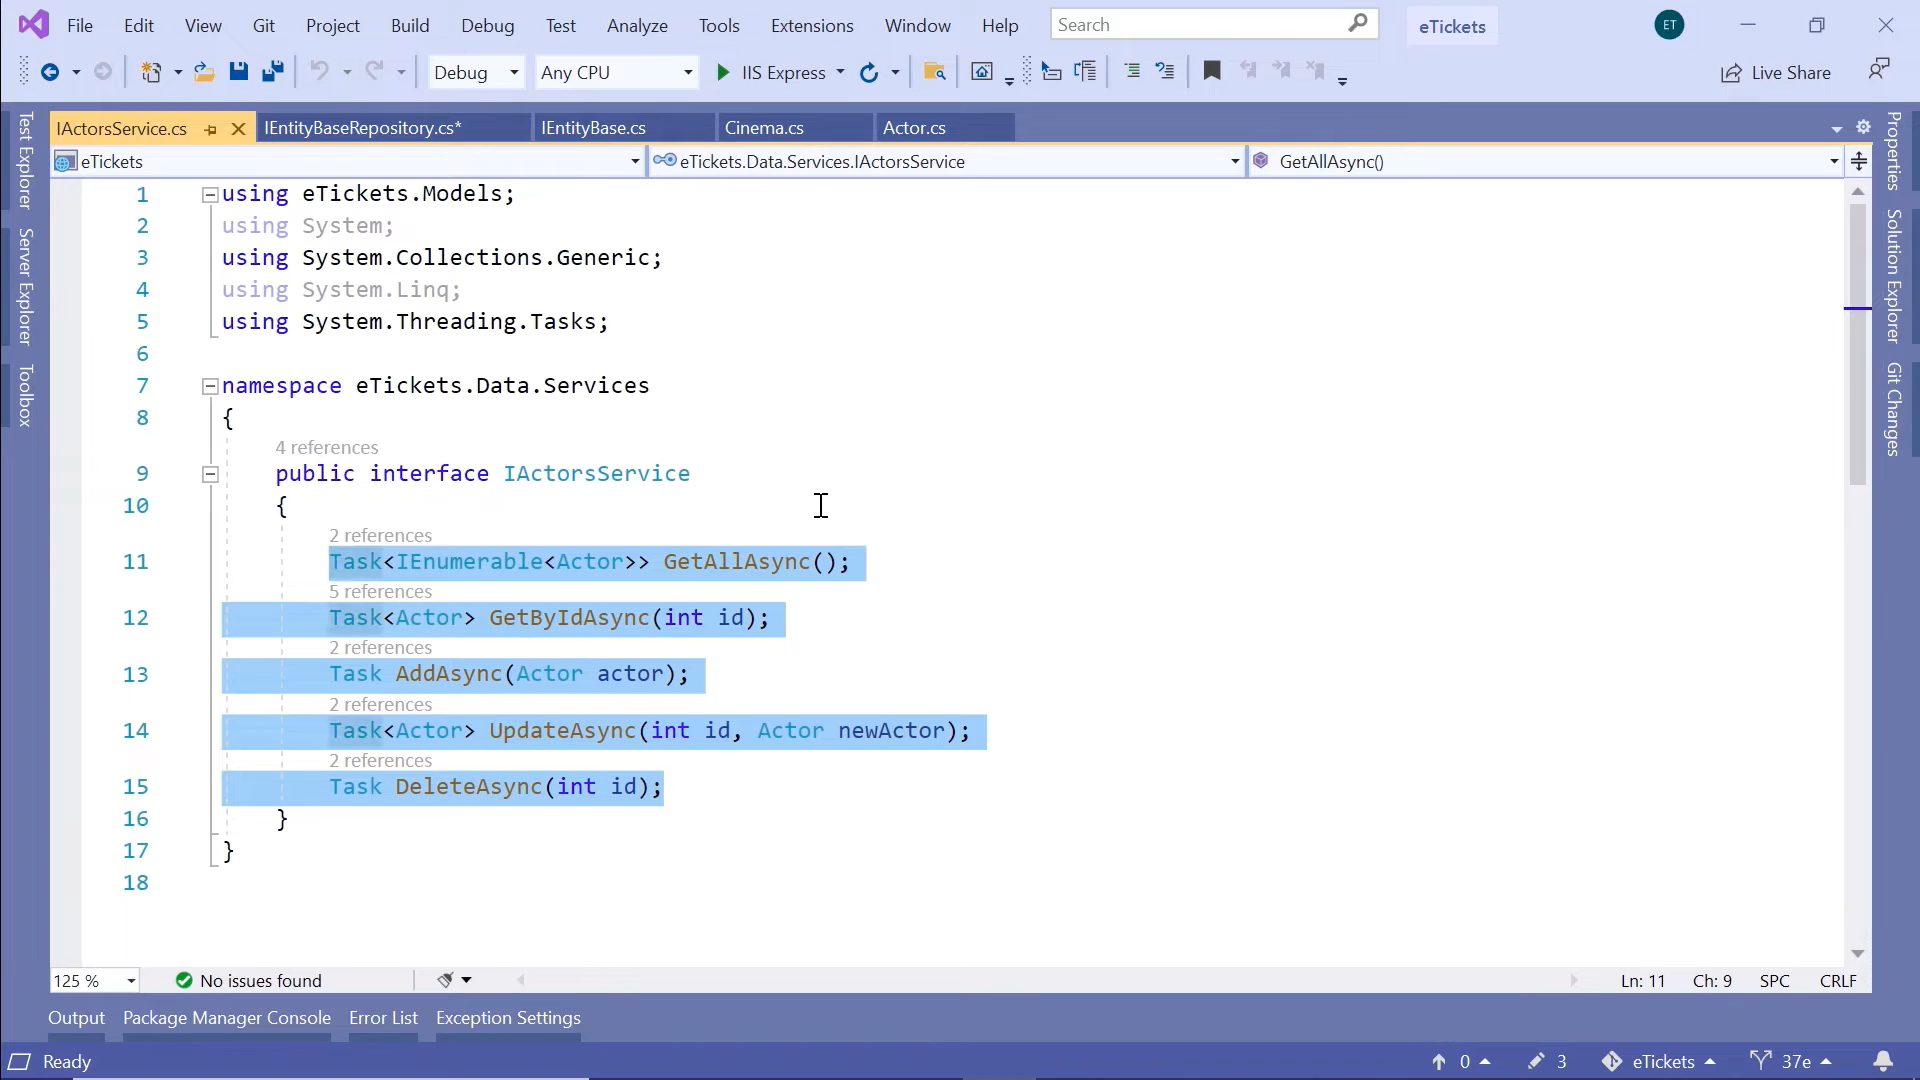 File Edit View Git Project Build Debug Test Analyze Tools Extensions Window Help Search eTickets ET
Debug Any CPU IIS Express Live Share
IActorsService.cs IEntityBaseRepository.cs* IEntityBase.cs Cinema.cs Actor.cs
eTickets eTickets.Data.Services.IActorsService GetAllAsync()
Test Explorer
Server Explorer
Toolbox
1 using eTickets.Models;
2 using System;
3 using System.Collections.Generic;
4 using System.Linq;
5 using System.Threading.Tasks;
6
7 namespace eTickets.Data.Services
8 {
4 references
9 public interface IActorsService
10 {
2 references
11 Task<IEnumerable<Actor>> GetAllAsync();
5 references
12 Task<Actor> GetByIdAsync(int id);
2 references
13 Task AddAsync(Actor actor);
2 references
14 Task<Actor> UpdateAsync(int id, Actor newActor);
2 references
15 Task DeleteAsync(int id);
16 }
17 }
18
Properties
Solution Explorer
Git Changes
125 % No issues found Ln: 11 Ch: 9 SPC CRLF
Output Package Manager Console Error List Exception Settings
Ready 0 3 eTickets 37e